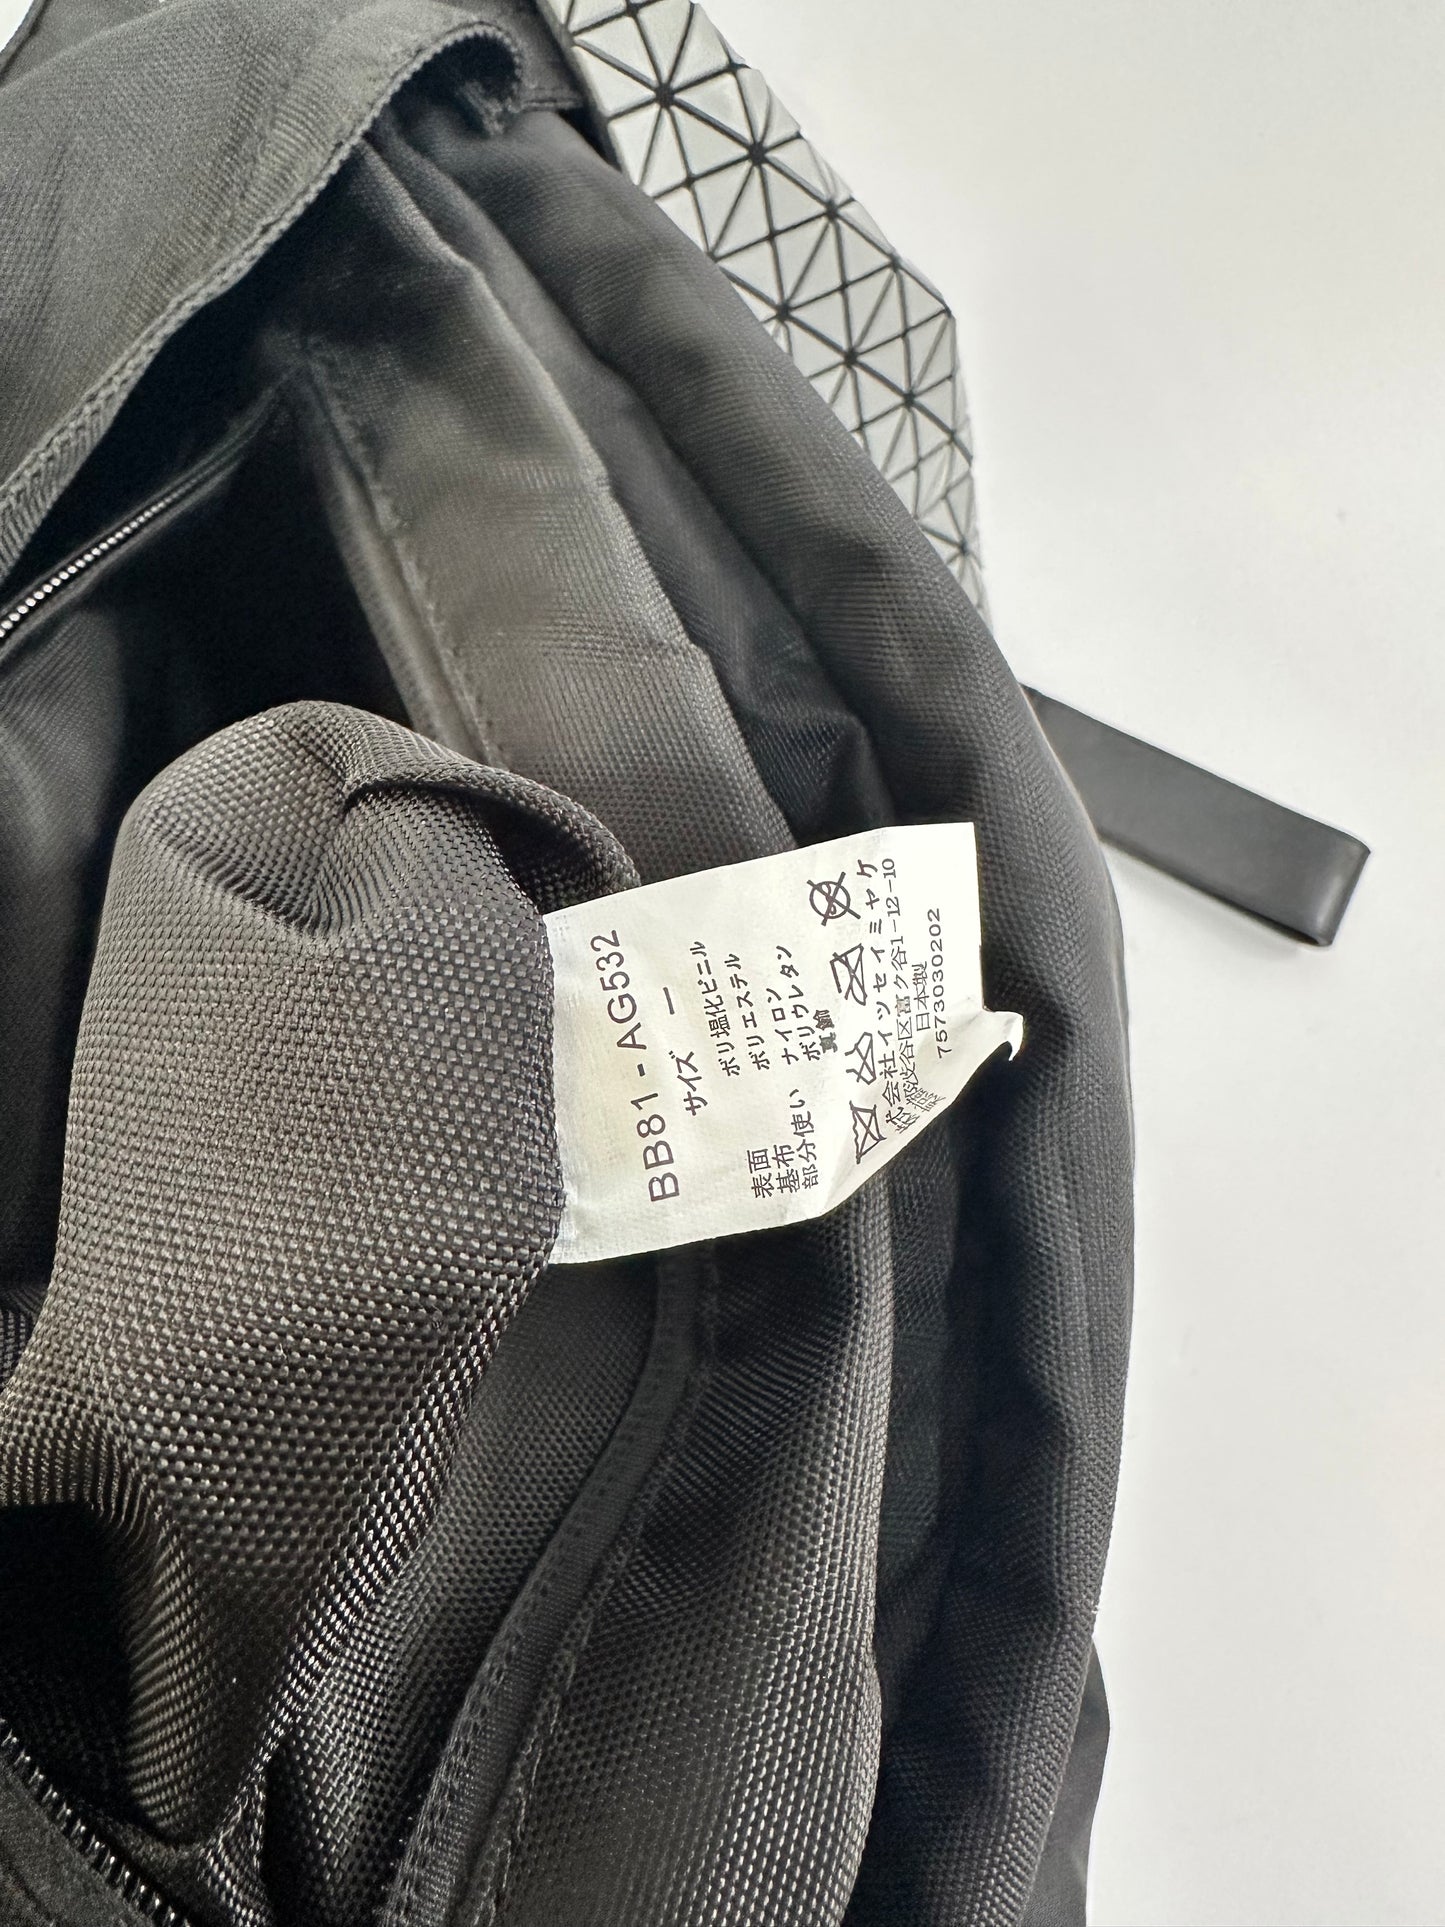 BB81-AG532
サイズ　ー
表面　ポリ塩化ビニル
基布　ポリエステル
部分使い　ナイロン
ポリウレタン
真鍮
式会社イッセイミヤケ
渋谷区富ケ谷1-12-10
日本製
75730302​02